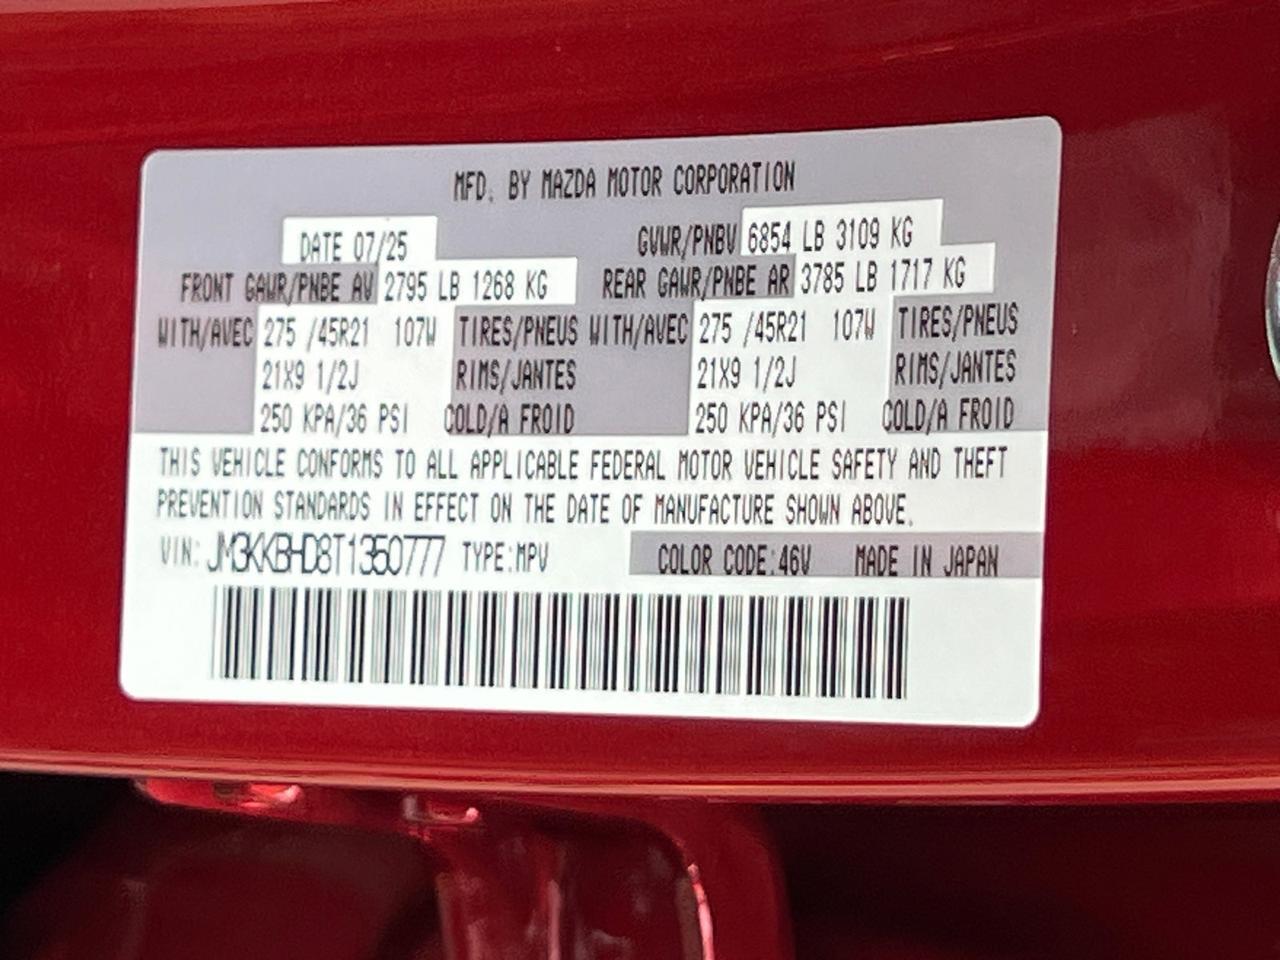 MFD. BY MAZDA MOTOR CORPORATION
DATE 07/25 GVWR/PNBV 6854 LB 3109 KG
FRONT GAWR/PNBE AV 2795 LB 1268 KG REAR GAWR/PNBE AR 3785 LB 1717 KG
WITH/AVEC 275 /45R21 107W TIRES/PNEUS WITH/AVEC 275 /45R21 107W TIRES/PNEUS
21X9 1/2J RIMS/JANTES 21X9 1/2J RIMS/JANTES
250 KPA/36 PSI COLD/A FROID 250 KPA/36 PSI COLD/A FROID
THIS VEHICLE CONFORMS TO ALL APPLICABLE FEDERAL MOTOR VEHICLE SAFETY AND THEFT
PREVENTION STANDARDS IN EFFECT ON THE DATE OF MANUFACTURE SHOWN ABOVE.
VIN: JM3KKBHD8T1350777 TYPE:MPV COLOR CODE:46V MADE IN JAPAN